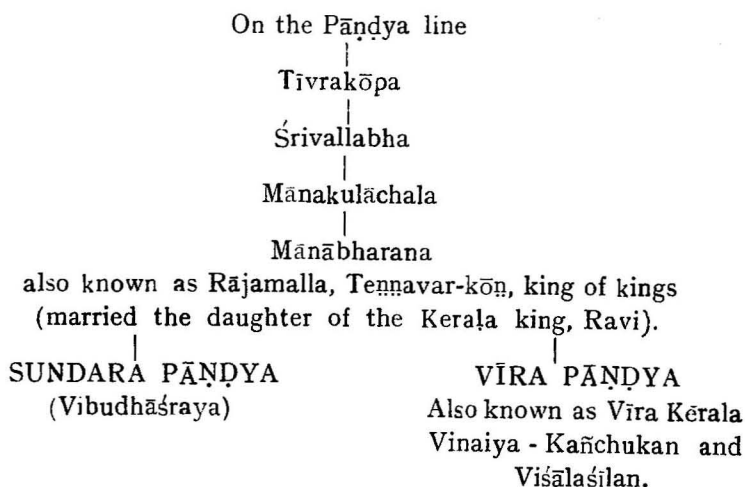 On the Pāṇḍya line
Tīvrakōpa
Śrivallabha
Mānakulāchala
Mānābharana
also known as Rājamalla, Teṉṉavar-kōṉ, king of kings
(married the daughter of the Keraḷa king, Ravi).
SUNDARA PĀṆḌYA
(Vibudhāśraya)
VĪRA PĀṆḌYA
Also known as Vīra Kērala
Vinaiya - Kañchukan and
Viśālaśīlan.